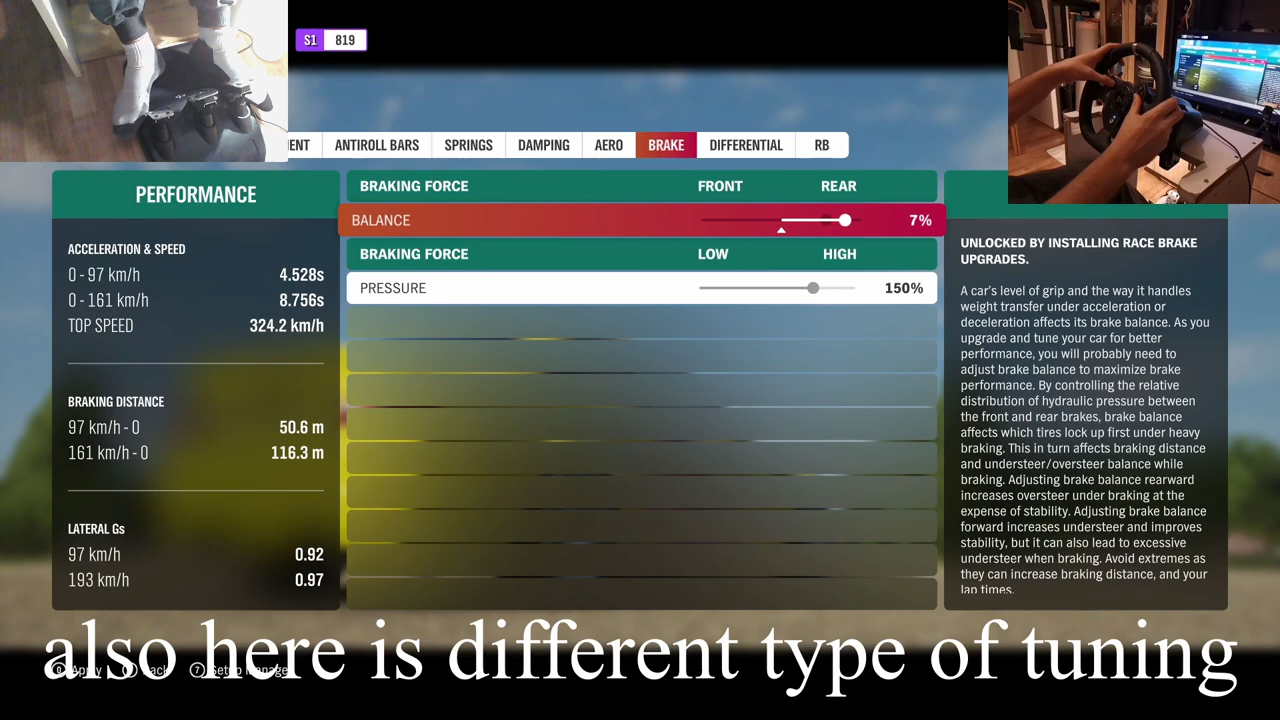 S1 819
ENT ANTIROLL BARS SPRINGS DAMPING AERO BRAKE DIFFERENTIAL RB
PERFORMANCE
ACCELERATION & SPEED
0 - 97 km/h 4.528s
0 - 161 km/h 8.756s
TOP SPEED 324.2 km/h
BRAKING DISTANCE
97 km/h - 0 50.6 m
161 km/h - 0 116.3 m
LATERAL Gs
97 km/h 0.92
193 km/h 0.97
BRAKING FORCE FRONT REAR
BALANCE 7%
BRAKING FORCE LOW HIGH
PRESSURE 150%
UNLOCKED BY INSTALLING RACE BRAKE
UPGRADES.
A car's level of grip and the way it handles
weight transfer under acceleration or
deceleration affects its brake balance. As you
upgrade and tune your car for better
performance, you will probably need to
adjust brake balance to maximize brake
performance. By controlling the relative
distribution of hydraulic pressure between
the front and rear brakes, brake balance
affects which tires lock up first under heavy
braking. This in turn affects braking distance
and understeer/oversteer balance while
braking. Adjusting brake balance rearward
increases oversteer under braking at the
expense of stability. Adjusting brake balance
forward increases understeer and improves
stability, but it can also lead to excessive
understeer when braking. Avoid extremes as
they can increase braking distance, and your
lap times.
also here is different type of tuning
Apply Back 7 Setup Manager